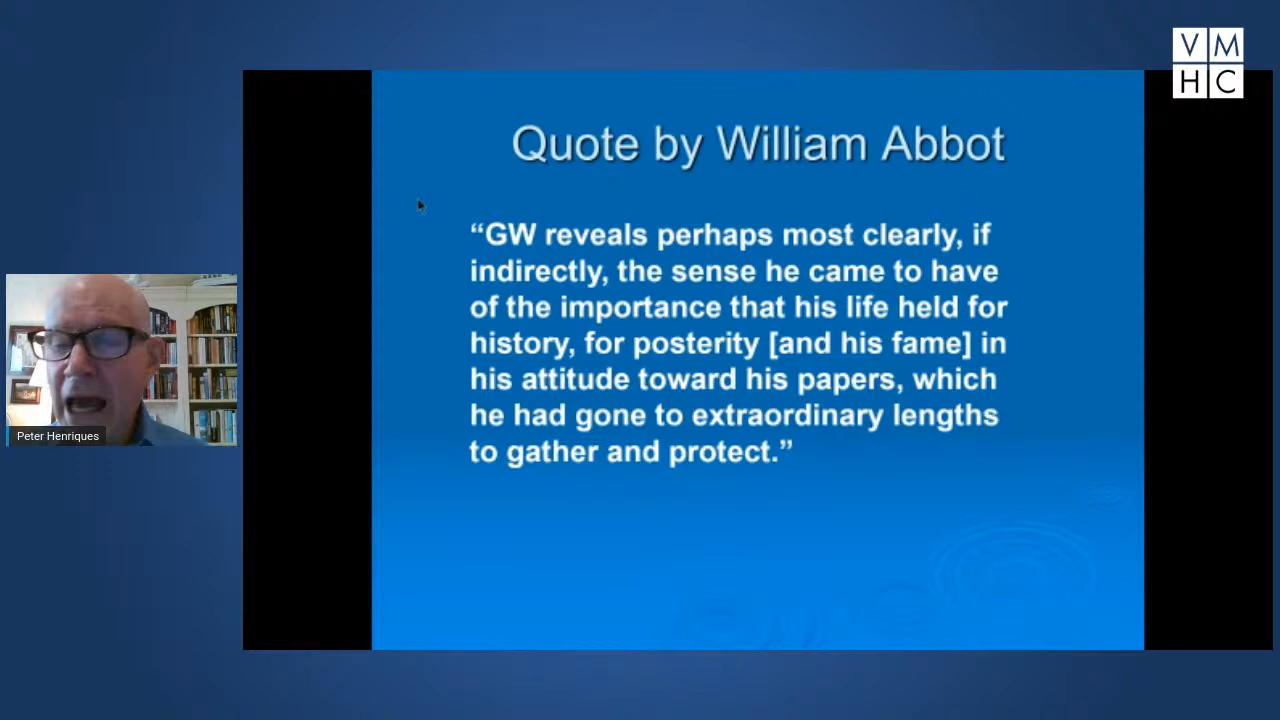 V M
H C
Quote by William Abbot
“GW reveals perhaps most clearly, if
indirectly, the sense he came to have
of the importance that his life held for
history, for posterity [and his fame] in
his attitude toward his papers, which
he had gone to extraordinary lengths
to gather and protect.”
Peter Henriques